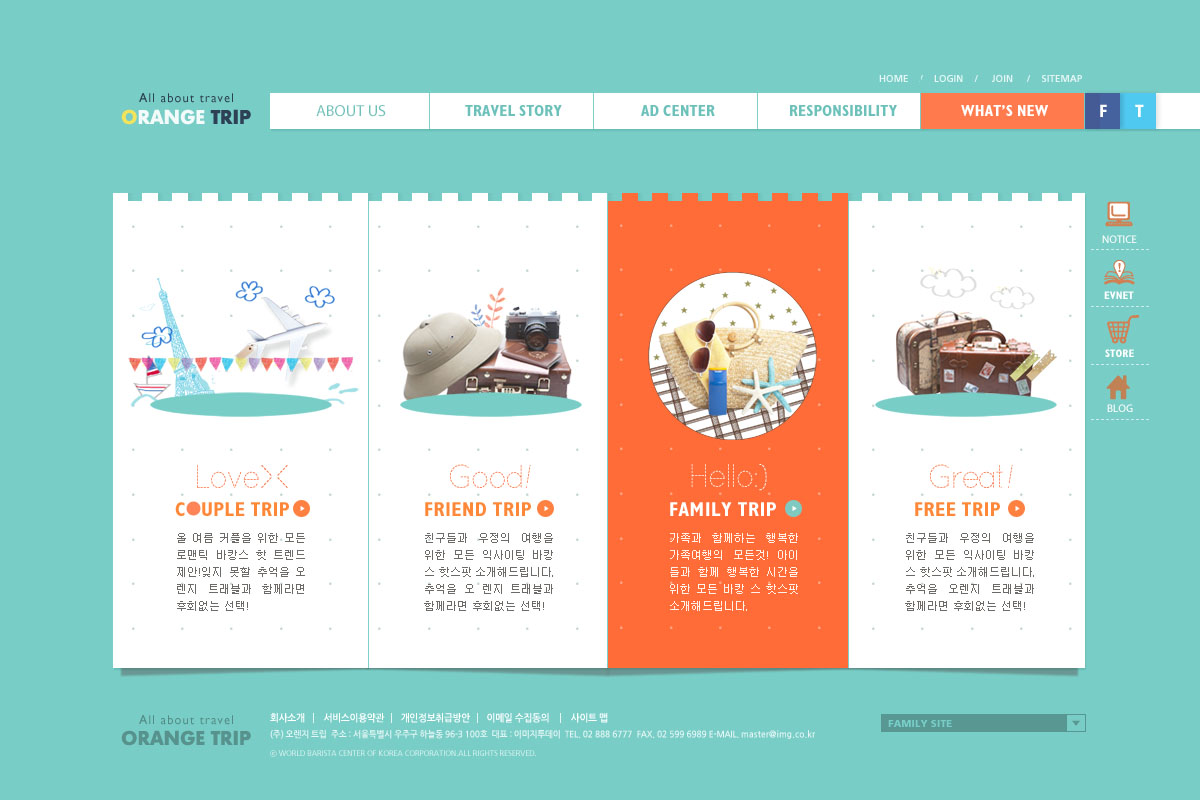 HOME / LOGIN / JOIN / SITEMAP
All about travel
ORANGE TRIP
ABOUT US
TRAVEL STORY
AD CENTER
RESPONSIBILITY
WHAT'S NEW
F
T
NOTICE
EVNET
STORE
BLOG
Love><
COUPLE TRIP
올 여름 커플을 위한 모든
로맨틱 바캉스 핫 트렌드
제안!잊지 못할 추억을 오
렌지 트래블과 함께라면
후회없는 선택!
Good!
FRIEND TRIP
친구들과 우정의 여행을
위한 모든 익사이팅 바캉
스 핫스팟 소개해드립니다.
추억을 오렌지 트래블과
함께라면 후회없는 선택!
Hello:)
FAMILY TRIP
가족과 함께하는 행복한
가족여행의 모든것! 아이
들과 함께 행복한 시간을
위한 모든 바캉 스 핫스팟
소개해드립니다.
Great!
FREE TRIP
친구들과 우정의 여행을
위한 모든 익사이팅 바캉
스 핫스팟 소개해드립니다.
추억을 오렌지 트래블과
함께라면 후회없는 선택!
All about travel
ORANGE TRIP
회사소개 | 서비스이용약관 | 개인정보취급방안 | 이메일 수집동의 | 사이트 맵
(주) 오렌지 트립 주소 : 서울특별시 우주구 하늘동 96-3 100호 대표 : 이미지투데이 TEL. 02 888 6777 FAX. 02 599 6989 E-MAIL. master@img.co.kr
ⓒ WORLD BARISTA CENTER OF KOREA CORPORATION.ALL RIGHTS RESERVED.
FAMILY SITE